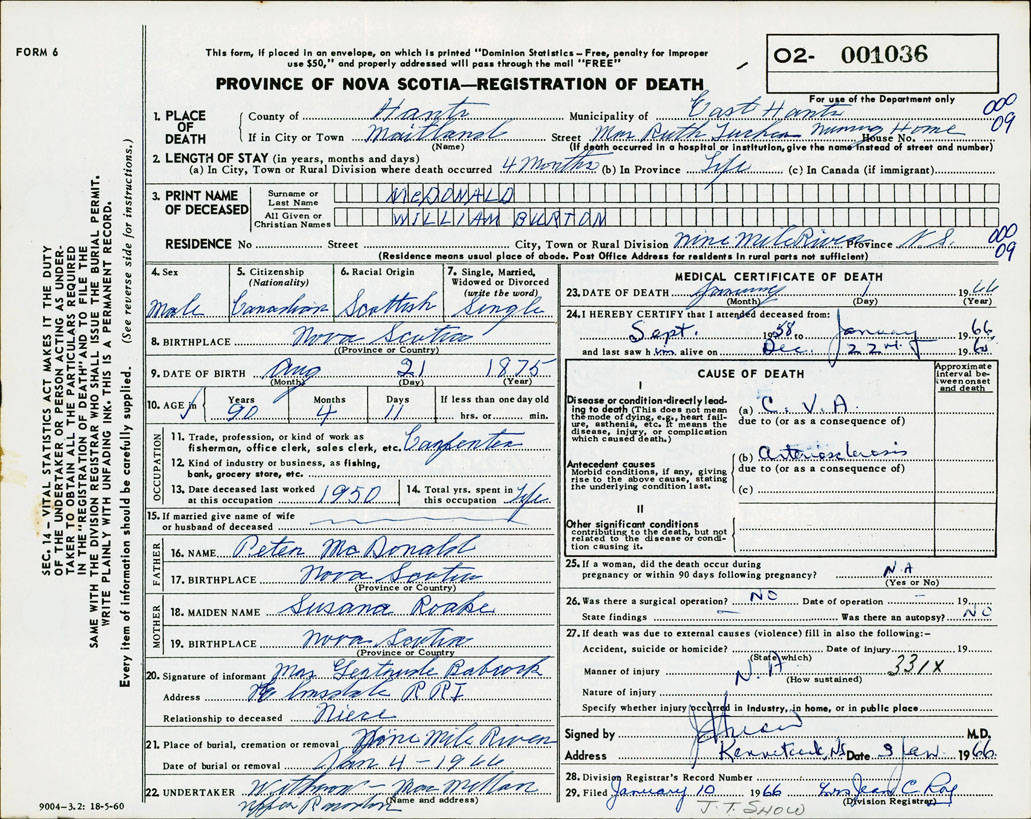 FORM 6
This form, if placed in an envelope, on which is printed "Dominion Statistics – Free, penalty for improper
use $50," and properly addressed will pass through the mail "FREE"
PROVINCE OF NOVA SCOTIA—REGISTRATION OF DEATH
O2- 001036
For use of the Department only
1. PLACE OF DEATH
County of Hants Municipality of East Hants 000 09
If in City or Town Maitland Street Mrs Ruth Nursing Home House No.
(Name) (If death occurred in a hospital or institution, give the name instead of street and number)
2. LENGTH OF STAY (in years, months and days)
(a) In City, Town or Rural Division where death occurred 4 Months (b) In Province Life (c) In Canada (if immigrant)
3. PRINT NAME OF DECEASED
Surname or Last Name McDONALD
All Given or Christian Names WILLIAM BURTON
RESIDENCE No Street City, Town or Rural Division Nine Mile River Province N.S. 000 09
(Residence means usual place of abode. Post Office Address for residents in rural parts not sufficient)
4. Sex Male
5. Citizenship (Nationality) Canadian
6. Racial Origin Scottish
7. Single, Married, Widowed or Divorced (write the word) Single
8. BIRTHPLACE Nova Scotia
(Province or Country)
9. DATE OF BIRTH Aug 21 1875
(Month) (Day) (Year)
10. AGE in Years 90 Months 4 Days 11 If less than one day old hrs. or min.
OCCUPATION
11. Trade, profession, or kind of work as fisherman, office clerk, sales clerk, etc. Carpenter
12. Kind of industry or business, as fishing, bank, grocery store, etc.
13. Date deceased last worked at this occupation 1950
14. Total yrs. spent in this occupation Life
15. If married give name of wife or husband of deceased
FATHER
16. NAME Peter McDonald
17. BIRTHPLACE Nova Scotia
(Province or Country)
MOTHER
18. MAIDEN NAME Susana Roake
19. BIRTHPLACE Nova Scotia
(Province or Country)
20. Signature of informant Mrs Gertrude Babcock
Address R R 1
Relationship to deceased Niece
21. Place of burial, cremation or removal Nine Mile River
Date of burial or removal Jan 4 - 1966
22. UNDERTAKER
(Name and address)
Upper Rawdon
9004-3.2: 18-5-60
MEDICAL CERTIFICATE OF DEATH
23. DATE OF DEATH January 1 1966
(Month) (Day) (Year)
24. I HEREBY CERTIFY that I attended deceased from:
Sept. 1958 to January 1966
and last saw him alive on Dec. 22nd 1965
CAUSE OF DEATH
Approximate interval between onset and death
I
Disease or condition directly leading to death (This does not mean the mode of dying, e.g., heart failure, asthenia, etc. It means the disease, injury, or complication which caused death.)
(a) C. V. A.
due to (or as a consequence of)
Antecedent causes
Morbid conditions, if any, giving rise to the above cause, stating the underlying condition last.
(b) Arteriosclerosis
due to (or as a consequence of)
(c)
II
Other significant conditions contributing to the death, but not related to the disease or condition causing it.
25. If a woman, did the death occur during pregnancy or within 90 days following pregnancy? N.A
(Yes or No)
26. Was there a surgical operation? NO Date of operation – 19
State findings – Was there an autopsy? NO
27. If death was due to external causes (violence) fill in also the following:–
Accident, suicide or homicide? Date of injury 19
(State which)
Manner of injury N.A 331X
(How sustained)
Nature of injury
Specify whether injury occurred in industry, in home, or in public place
Signed by M.D.
Address Kennetcook, NS Date 3 Jan. 1966
28. Division Registrar's Record Number
29. Filed January 10 1966 Mrs Jean C Roy
(Division Registrar)
J. T. SNOW
SEC. 14 – VITAL STATISTICS ACT MAKES IT THE DUTY
OF THE UNDERTAKER OR PERSON ACTING AS UNDER-
TAKER TO OBTAIN ALL THE PARTICULARS REQUIRED
IN THE "REGISTRATION OF DEATH" AND TO FILE THE
SAME WITH THE DIVISION REGISTRAR WHO SHALL ISSUE THE BURIAL PERMIT.
WRITE PLAINLY WITH UNFADING INK. THIS IS A PERMANENT RECORD.
Every item of information should be carefully supplied. (See reverse side for instructions.)